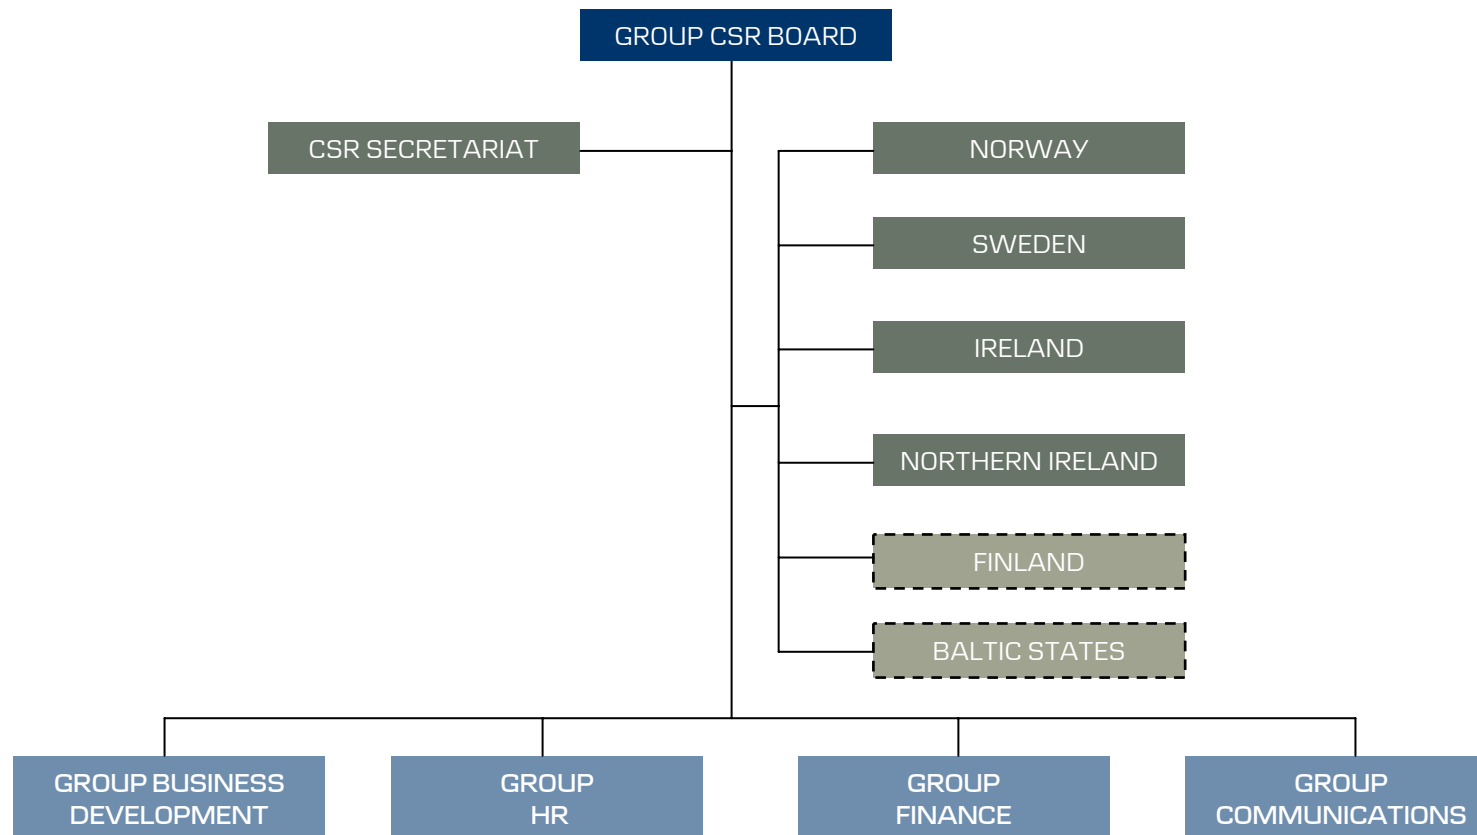 GROUP CSR BOARD
CSR SECRETARIAT
NORWAY
SWEDEN
IRELAND
NORTHERN IRELAND
FINLAND
BALTIC STATES
GROUP BUSINESS
DEVELOPMENT
GROUP
HR
GROUP
FINANCE
GROUP
COMMUNICATIONS